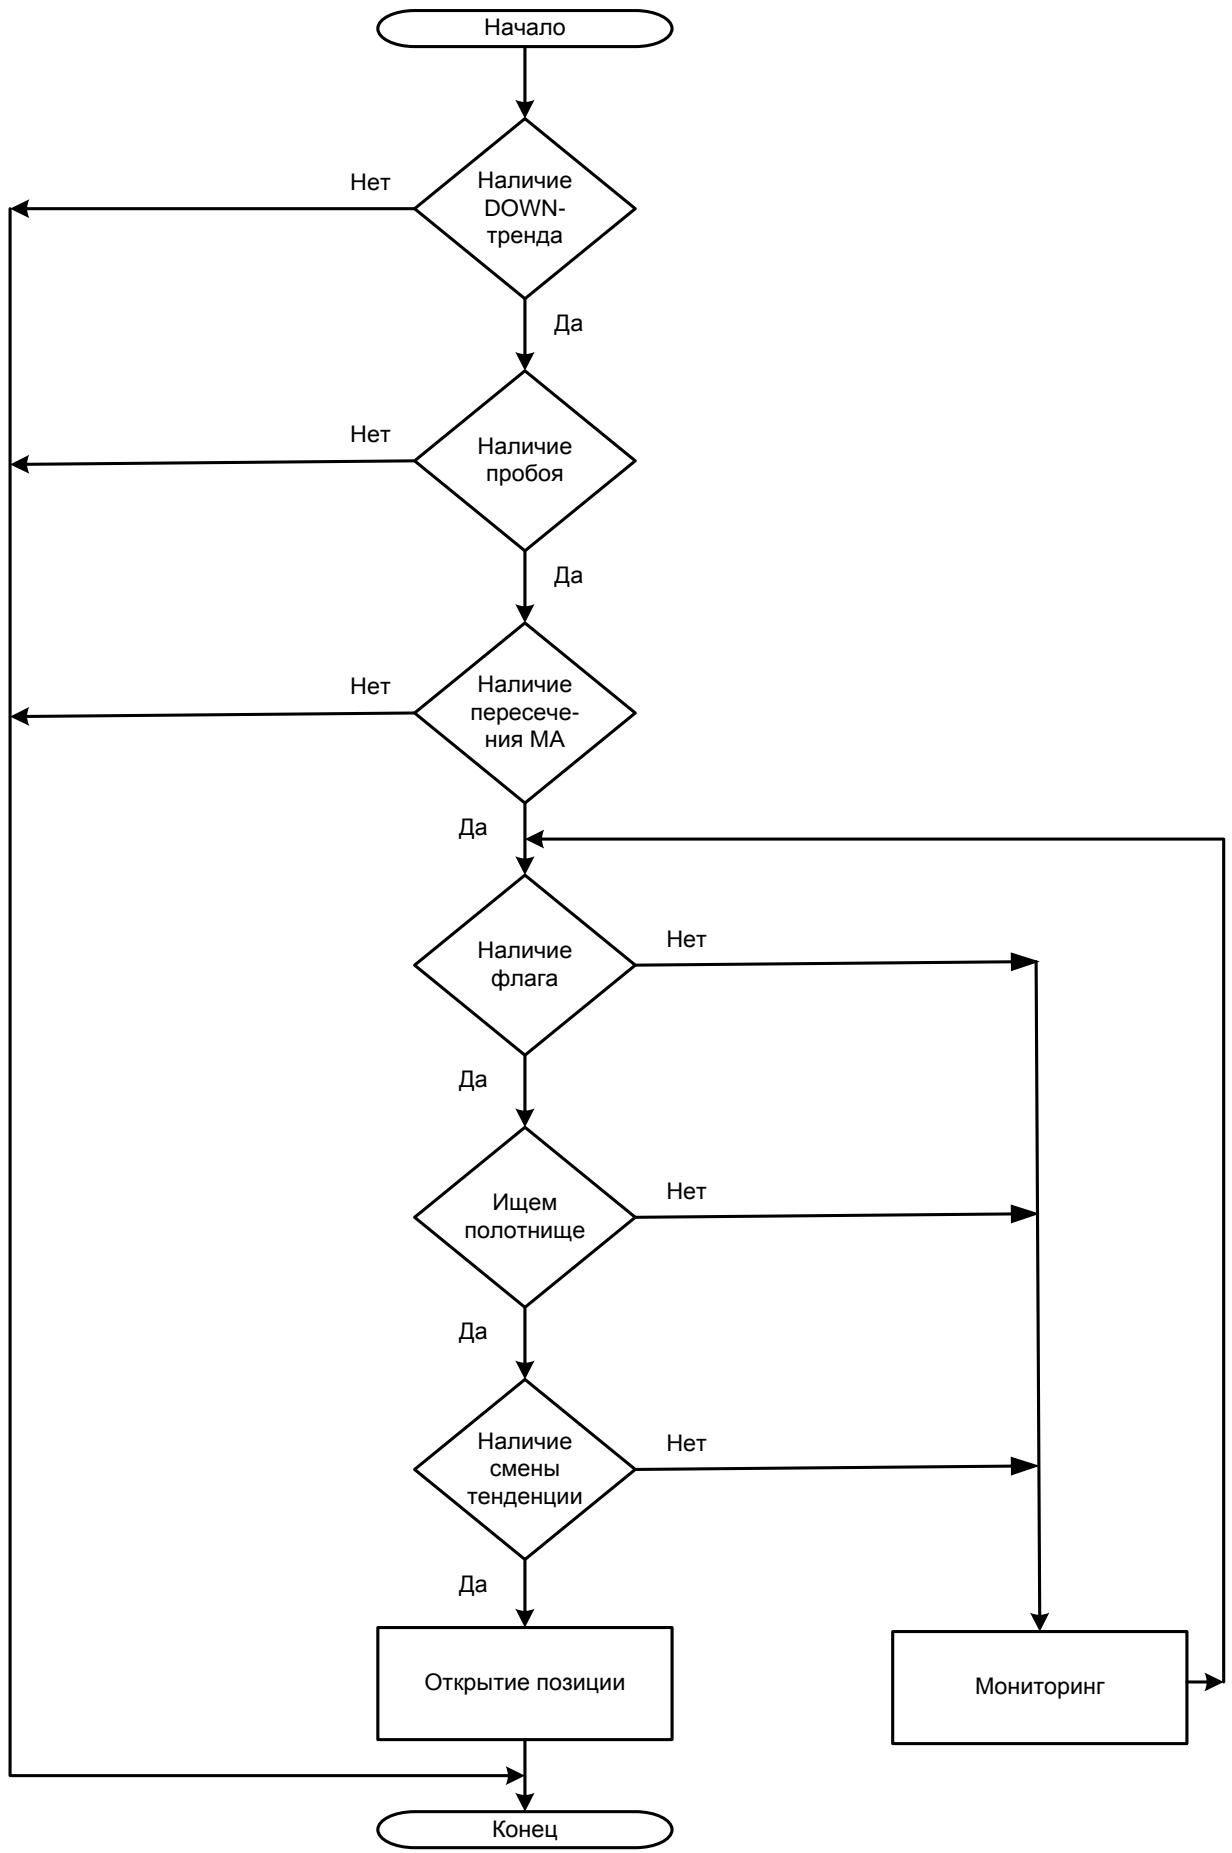 Начало
Нет
Наличие
DOWN-
тренда
Да
Нет
Наличие
пробоя
Да
Нет
Наличие
пересече-
ния МА
Да
Наличие
флага
Нет
Да
Ищем
полотнище
Нет
Да
Наличие
смены
тенденции
Нет
Да
Открытие позиции
Мониторинг
Конец